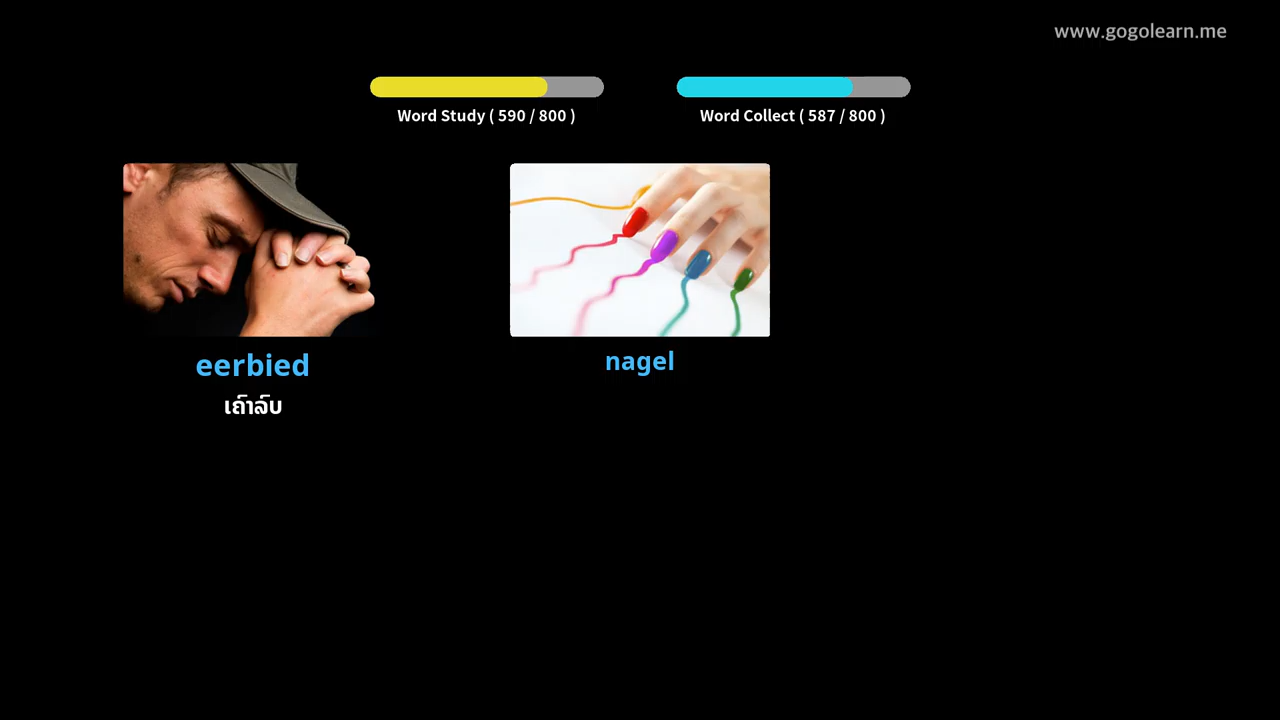 www.gogolearn.me
Word Study ( 590 / 800 )
Word Collect ( 587 / 800 )
eerbied
ເຄົາລົບ
nagel